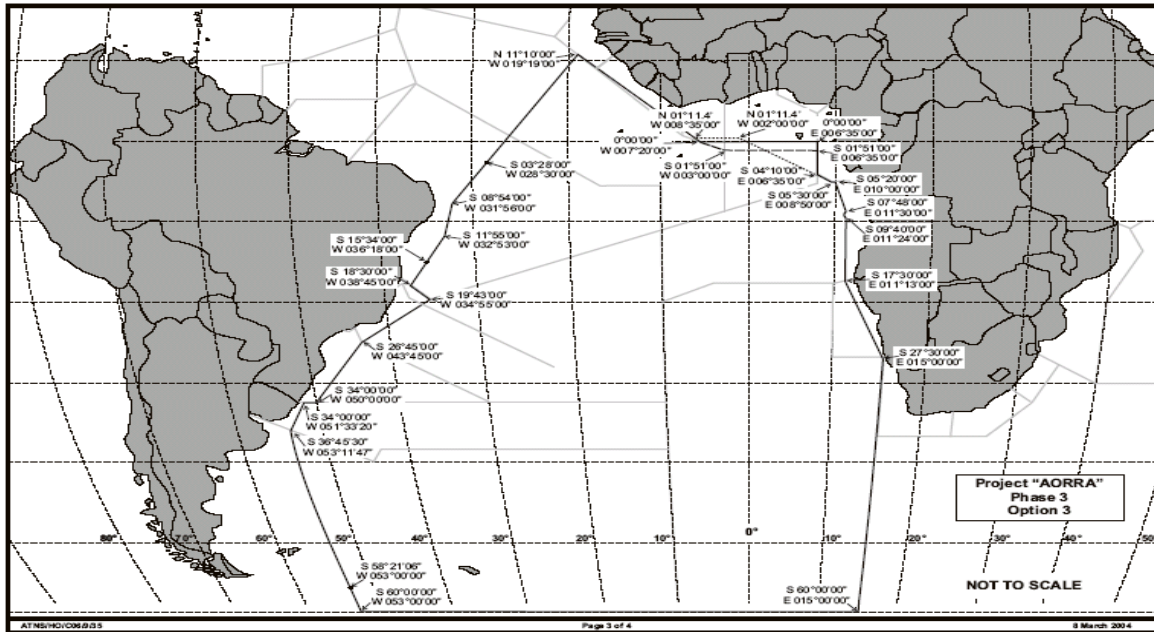 N 11°10'00"
W 019°19'00"
N 01°11.4'
W 008°35'00"
N 01°11.4'
W 002°00'00"
0°00'00"
E 006°35'00"
0°00'00"
W 007°20'00"
S 01°51'00"
E 006°35'00"
S 01°51'00"
W 003°00'00"
S 04°10'00"
E 006°35'00"
S 05°20'00"
E 010°00'00"
S 05°30'00"
E 008°50'00"
S 03°28'00"
W 028°30'00"
S 08°54'00"
W 031°56'00"
S 07°48'00"
E 011°30'00"
S 09°40'00"
E 011°24'00"
S 11°55'00"
W 032°53'00"
S 15°34'00"
W 036°18'00"
S 18°30'00"
W 038°45'00"
S 17°30'00"
E 011°13'00"
S 19°43'00"
W 034°55'00"
S 26°45'00"
W 043°45'00"
S 27°30'00"
E 015°00'00"
S 34°00'00"
W 050°00'00"
S 34°00'00"
W 051°33'20"
S 36°45'30"
W 053°11'47"
Project "AORRA"
Phase 3
Option 3
80° 70° 60° 50° 40° 30° 20° 10° 0° 10° 20° 30° 40° 50°
S 58°21'06"
W 053°00'00"
S 60°00'00"
W 053°00'00"
S 60°00'00"
E 015°00'00"
NOT TO SCALE
ATNS/HO/C06/9/35 Page 3 of 4 8 March 2004